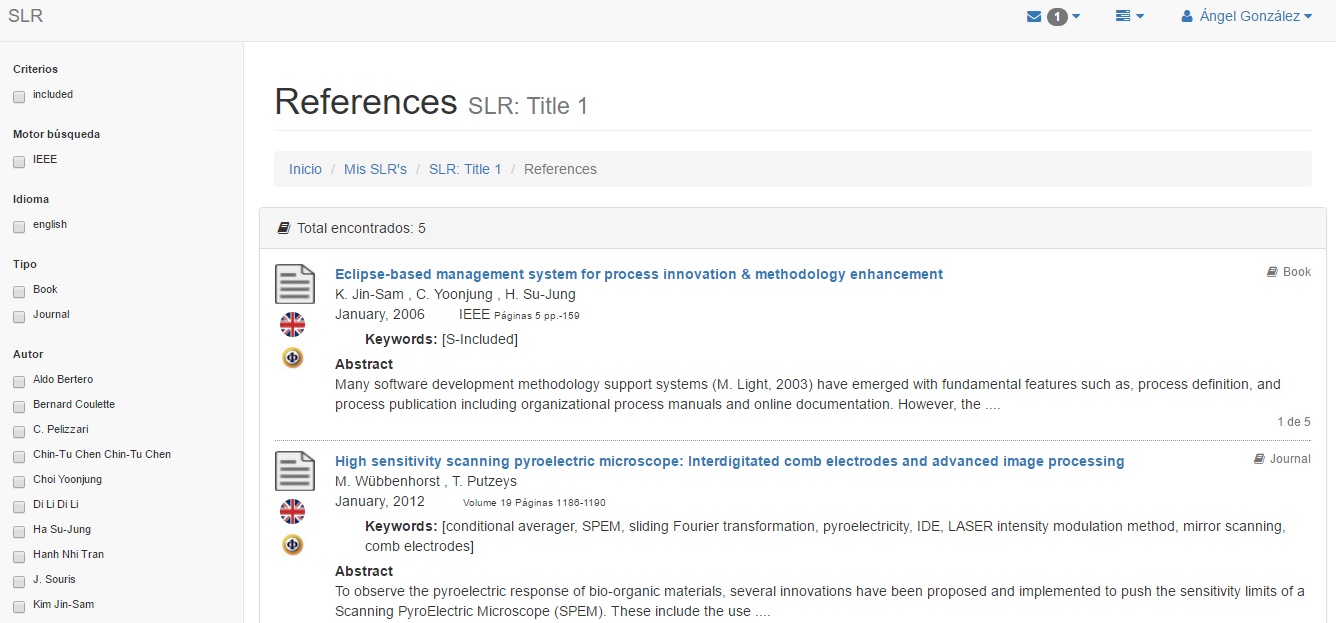 SLR
1
Ángel González
Criterios
included
Motor búsqueda
IEEE
Idioma
english
Tipo
Book
Journal
Autor
Aldo Bertero
Bernard Coulette
C. Pelizzari
Chin-Tu Chen Chin-Tu Chen
Choi Yoonjung
Di Li Di Li
Ha Su-Jung
Hanh Nhi Tran
J. Souris
Kim Jin-Sam
References SLR: Title 1
Inicio / Mis SLR's / SLR: Title 1 / References
Total encontrados: 5
Eclipse-based management system for process innovation & methodology enhancement
Book
K. Jin-Sam , C. Yoonjung , H. Su-Jung
January, 2006 IEEE Páginas 5 pp.-159
Keywords: [S-Included]
Abstract
Many software development methodology support systems (M. Light, 2003) have emerged with fundamental features such as, process definition, and
process publication including organizational process manuals and online documentation. However, the ....
1 de 5
High sensitivity scanning pyroelectric microscope: Interdigitated comb electrodes and advanced image processing
Journal
M. Wübbenhorst , T. Putzeys
January, 2012 Volume 19 Páginas 1186-1190
Keywords: [conditional averager, SPEM, sliding Fourier transformation, pyroelectricity, IDE, LASER intensity modulation method, mirror scanning,
comb electrodes]
Abstract
To observe the pyroelectric response of bio-organic materials, several innovations have been proposed and implemented to push the sensitivity limits of a
Scanning PyroElectric Microscope (SPEM). These include the use ....